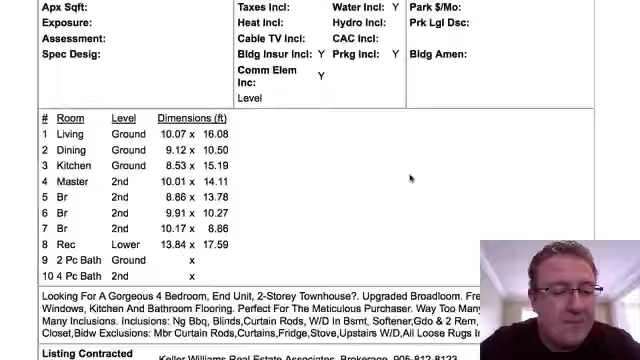 Apx Sqft: Taxes Incl: Water Incl: Y Park $/Mo:
Exposure: Heat Incl: Hydro Incl: Prk Lgl Dsc:
Assessment: Cable TV Incl: CAC Incl:
Spec Desig: Bldg Insur Incl: Y Prkg Incl: Y Bldg Amen:
Comm Elem
Inc: Y
Level
# Room Level Dimensions (ft)
1 Living Ground 10.07 x 16.08
2 Dining Ground 9.12 x 10.50
3 Kitchen Ground 8.53 x 15.19
4 Master 2nd 10.01 x 14.11
5 Br 2nd 8.86 x 13.78
6 Br 2nd 9.91 x 10.27
7 Br 2nd 10.17 x 8.86
8 Rec Lower 13.84 x 17.59
9 2 Pc Bath Ground x
10 4 Pc Bath 2nd x
Looking For A Gorgeous 4 Bedroom, End Unit, 2-Storey Townhouse?. Upgraded Broadloom. Fre
Windows, Kitchen And Bathroom Flooring. Perfect For The Meticulous Purchaser. Way Too Many
Many Inclusions. Inclusions: Ng Bbq, Blinds,Curtain Rods, W/D In Bsmt, Softener,Gdo & 2 Rem,
Closet,Bidw Exclusions: Mbr Curtain Rods,Curtains,Fridge,Stove,Upstairs W/D,All Loose Rugs I
Listing Contracted Keller Williams Real Estate Associates, Brokerage 905-812-8123